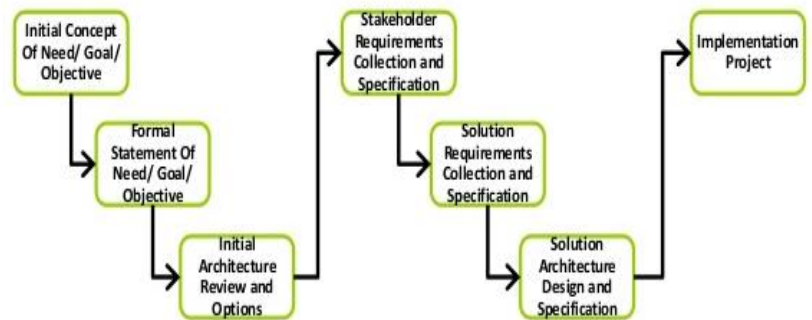 Initial Concept
Of Need/ Goal/
Objective
Formal
Statement Of
Need/ Goal/
Objective
Initial
Architecture
Review and
Options
Stakeholder
Requirements
Collection and
Specification
Solution
Requirements
Collection and
Specification
Solution
Architecture
Design and
Specification
Implementation
Project